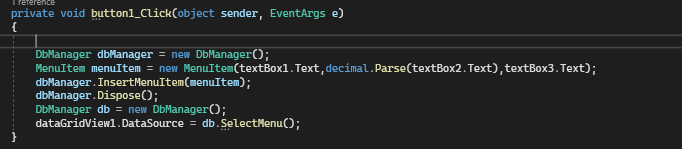 1 reference
private void button1_Click(object sender, EventArgs e)
{
DbManager dbManager = new DbManager();
MenuItem menuItem = new MenuItem(textBox1.Text,decimal.Parse(textBox2.Text),textBox3.Text);
dbManager.InsertMenuItem(menuItem);
dbManager.Dispose();
DbManager db = new DbManager();
dataGridView1.DataSource = db.SelectMenu();
}